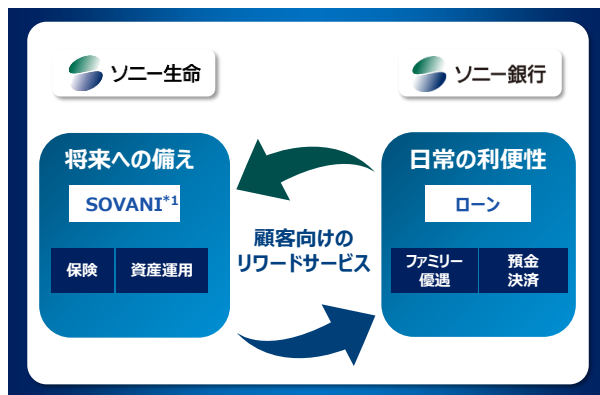 ソニー生命
ソニー銀行
将来への備え
SOVANI*1
保険
資産運用
顧客向けの
リワードサービス
日常の利便性
ローン
ファミリー
優遇
預金
決済